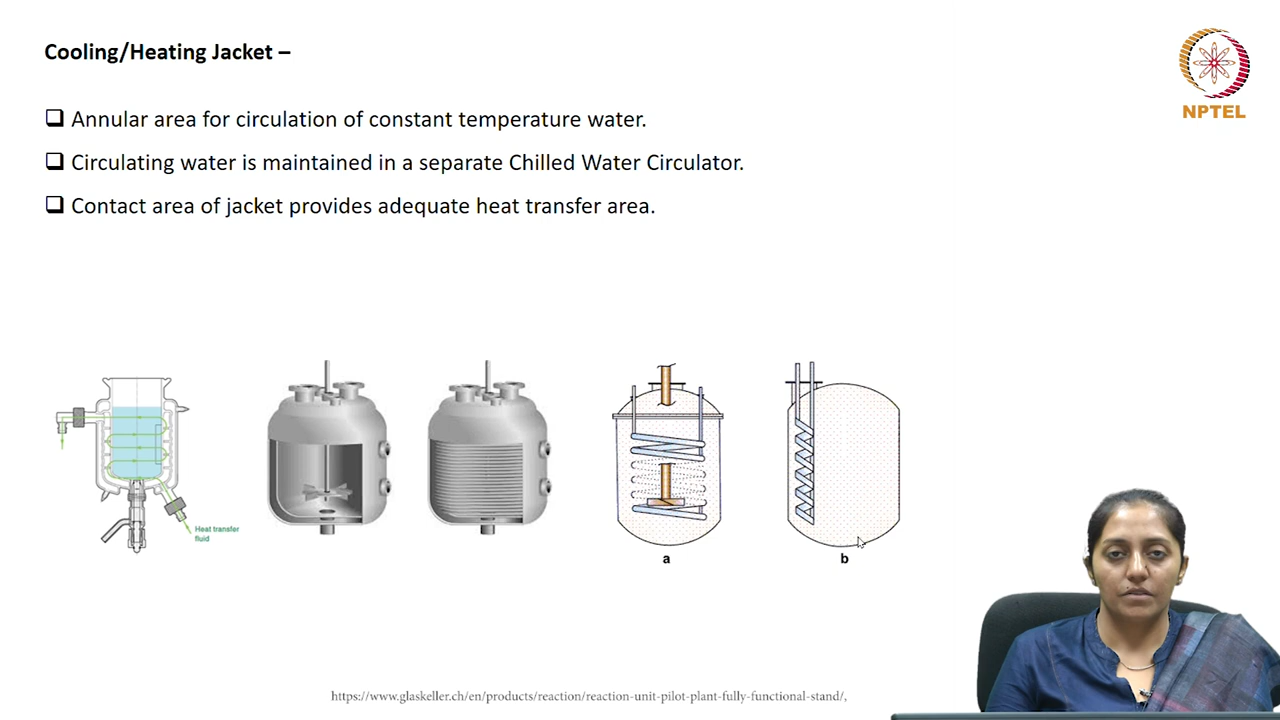 Cooling/Heating Jacket –
NPTEL
Annular area for circulation of constant temperature water.
Circulating water is maintained in a separate Chilled Water Circulator.
Contact area of jacket provides adequate heat transfer area.
Heat transfer
fluid
a
b
https://www.glaskeller.ch/en/products/reaction/reaction-unit-pilot-plant-fully-functional-stand/,